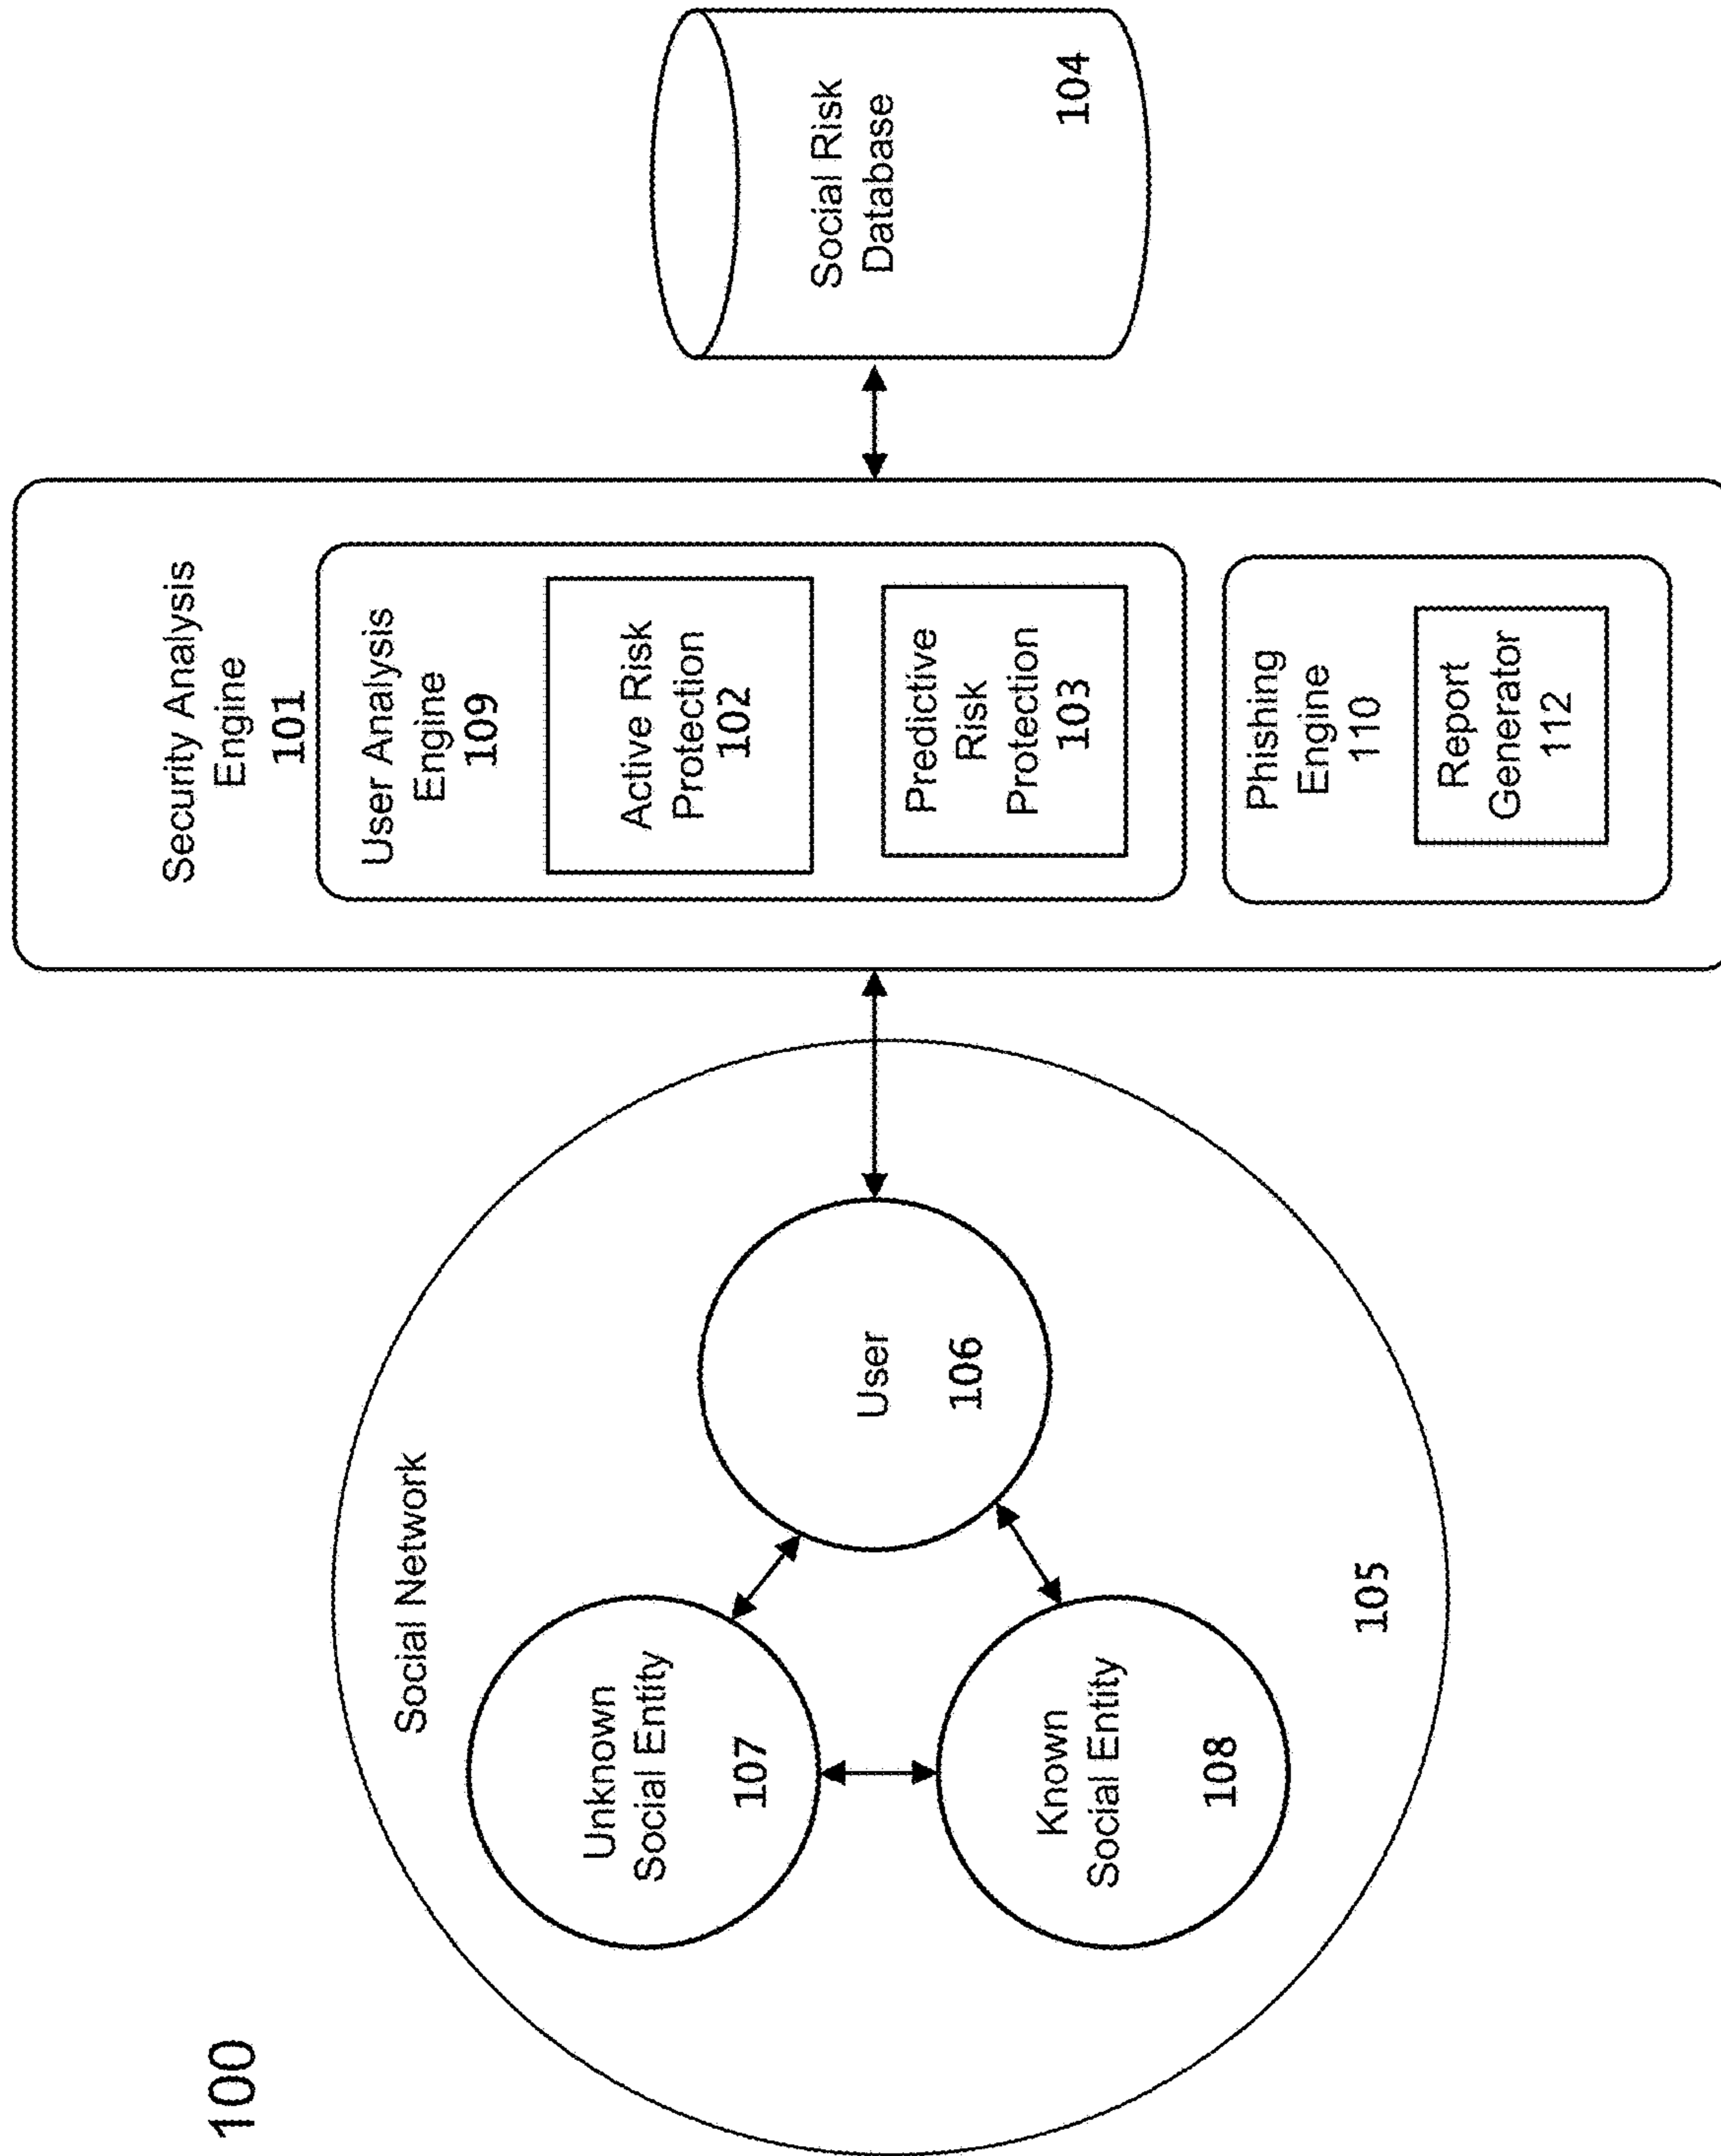 100
Social Network
Unknown
Social Entity
107
Known
Social Entity
108
User
106
105
Security Analysis
Engine
101
User Analysis
Engine
109
Active Risk
Protection
102
Predictive
Risk
Protection
103
Phishing
Engine
110
Report
Generator
112
Social Risk
Database
104